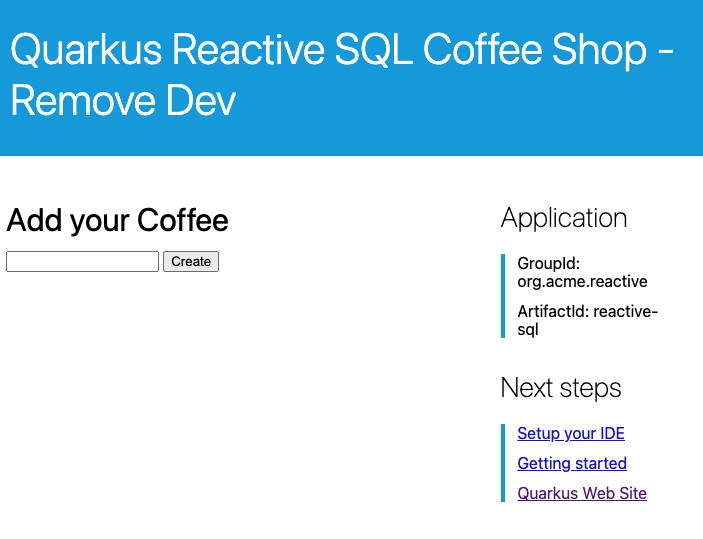 Quarkus Reactive SQL Coffee Shop -
Remove Dev
Add your Coffee
Create
Application
GroupId:
org.acme.reactive
ArtifactId: reactive-
sql
Next steps
Setup your IDE
Getting started
Quarkus Web Site